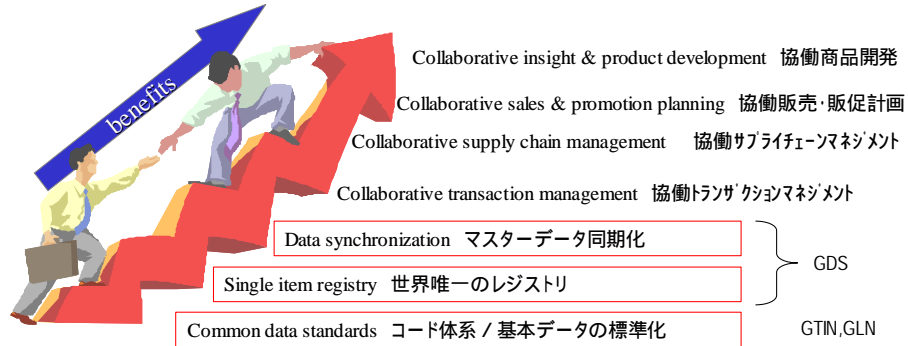 benefits
Collaborative insight & product development 協働商品開発
Collaborative sales & promotion planning 協働販売･販促計画
Collaborative supply chain management 協働ｻﾌﾟﾗｲﾁｪｰﾝﾏﾈｼﾞﾒﾝﾄ
Collaborative transaction management 協働ﾄﾗﾝｻﾞｸｼｮﾝﾏﾈｼﾞﾒﾝﾄ
Data synchronization マスターデータ同期化
GDS
Single item registry 世界唯一のレジストリ
Common data standards コード体系 / 基本データの標準化
GTIN,GLN